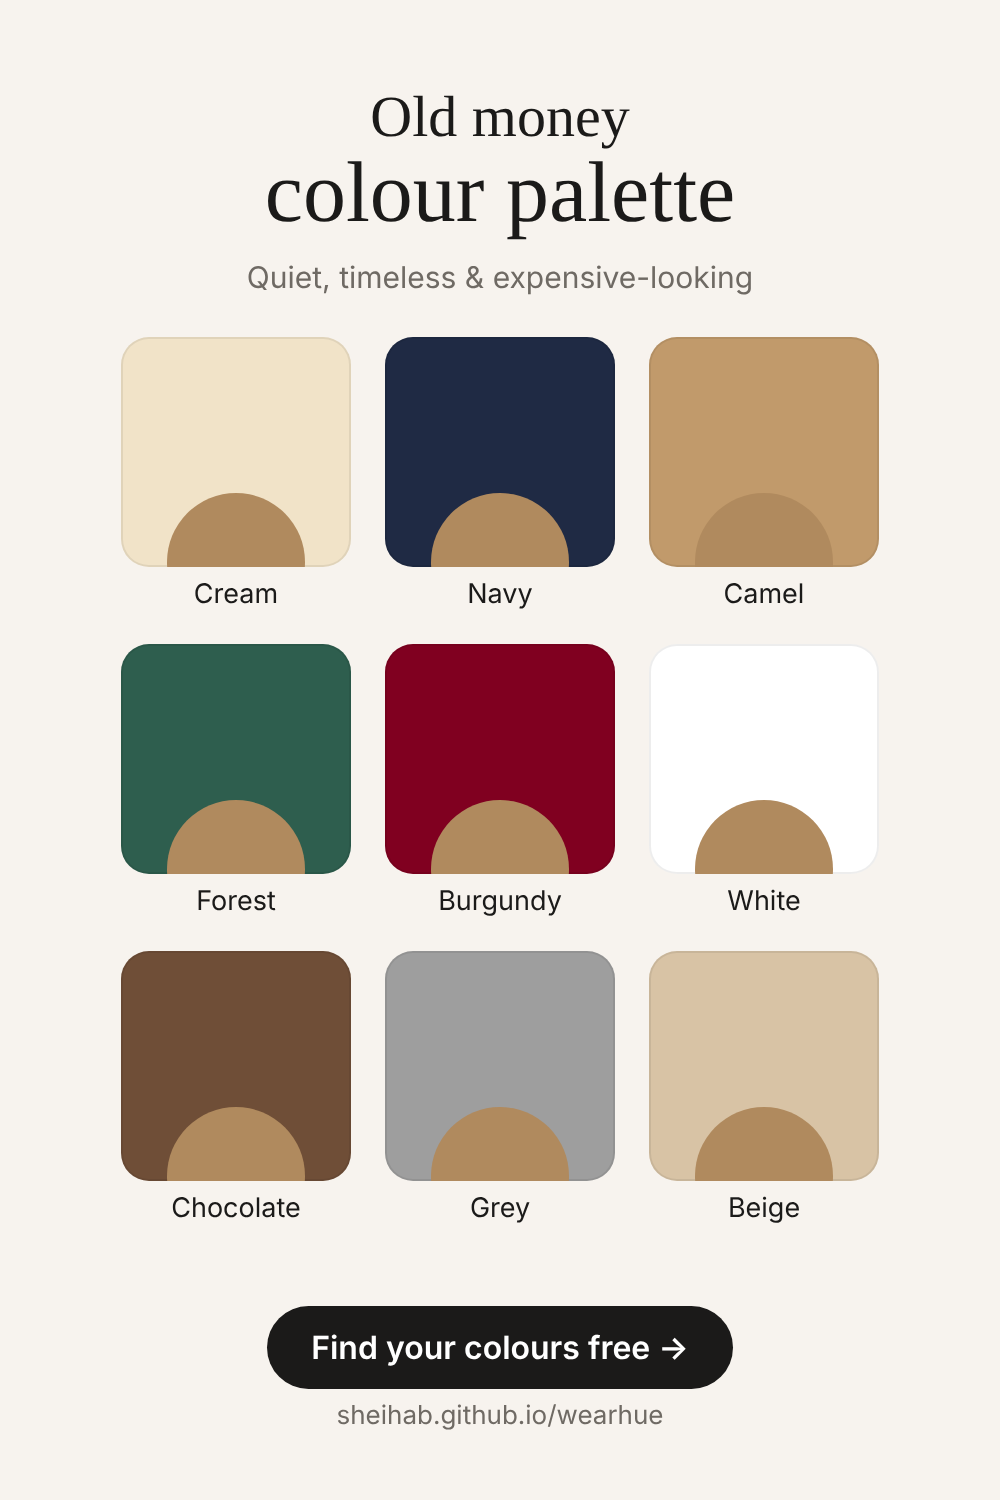 Old money
colour palette
Quiet, timeless & expensive-looking
Cream
Navy
Camel
Forest
Burgundy
White
Chocolate
Grey
Beige
Find your colours free →
sheihab.github.io/wearhue